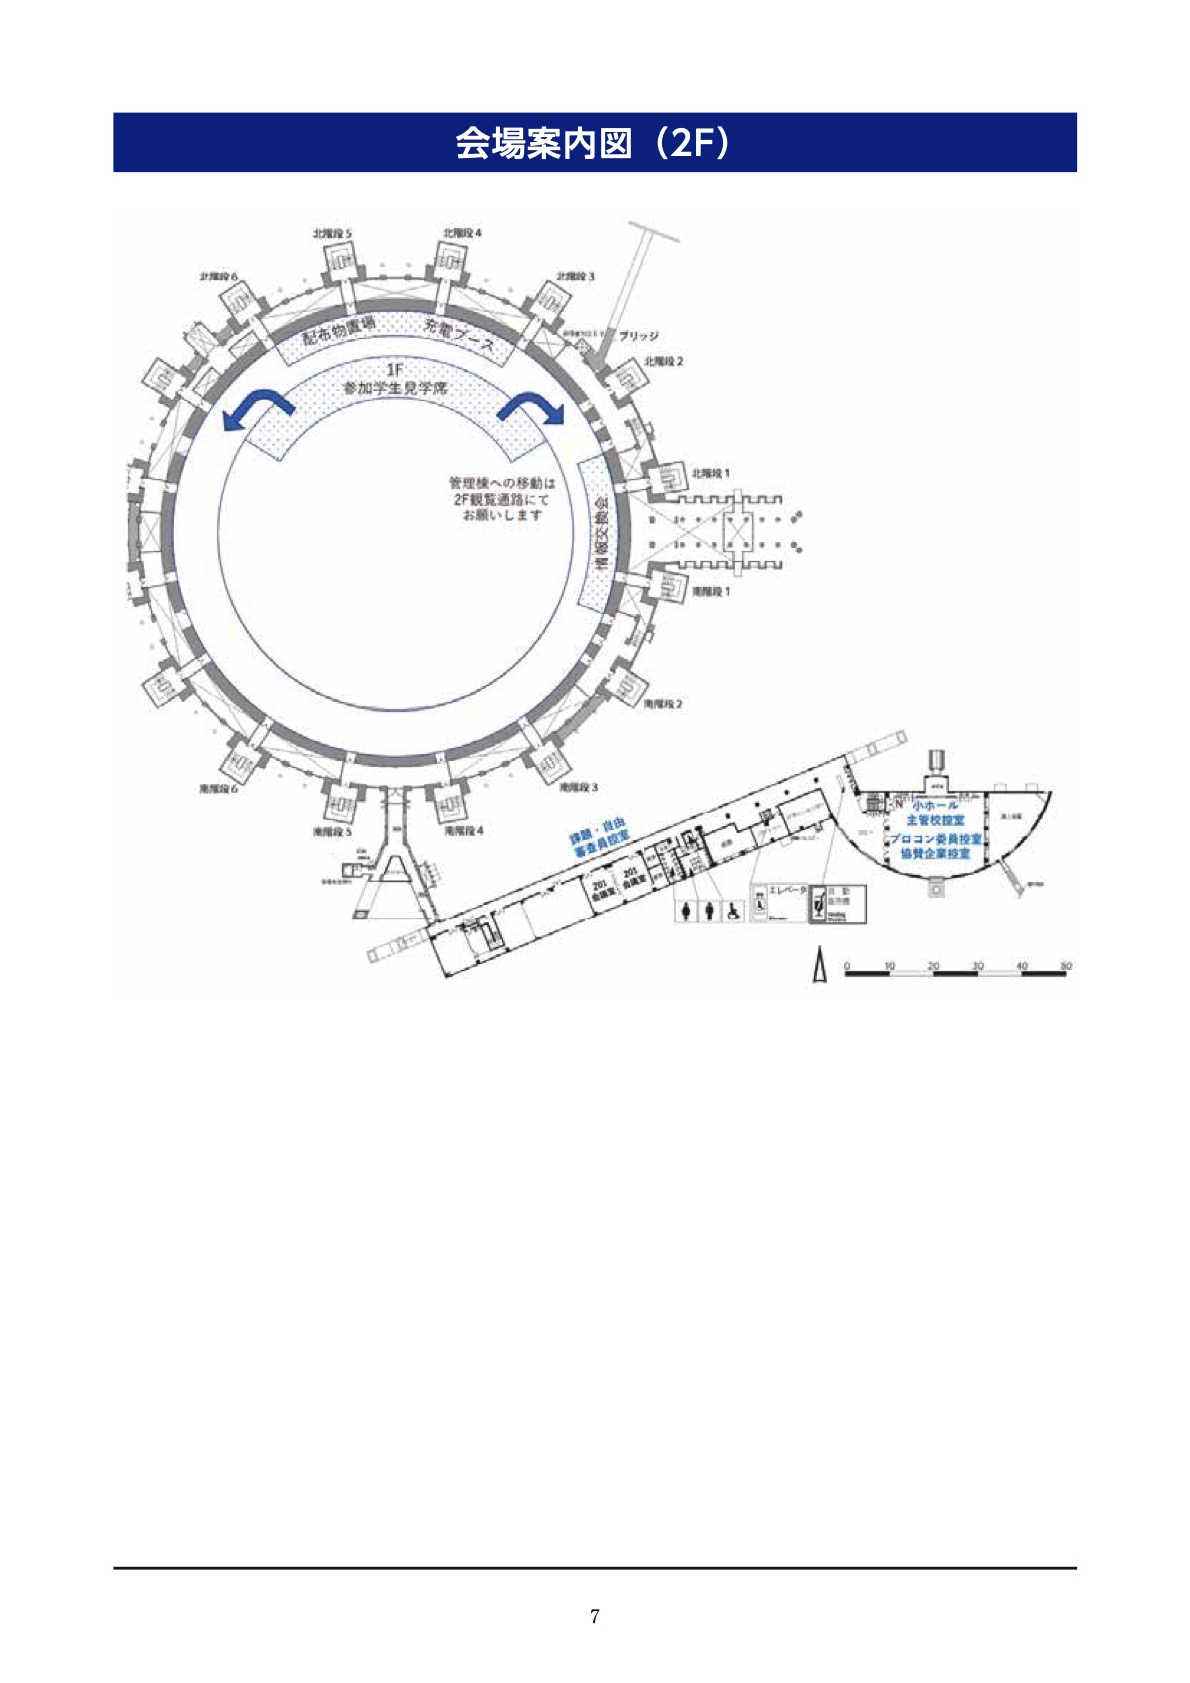 会場案内図（2F）
北階段5
北階段4
北階段6
北階段3
配布物置場
充電ブース
ブリッジ
1F
参加学生見学席
北階段2
管理棟への移動は
2F観覧通路にて
お願いします
北階段1
情報交換会
南階段1
南階段2
南階段6
南階段3
南階段5
南階段4
課題・自由
審査員控室
201
会議室
201
会議室
小ホール
主管校控室
プロコン委員控室
協賛企業控室
エレベータ
自動
販売機
0 10 20 30 40 50
7